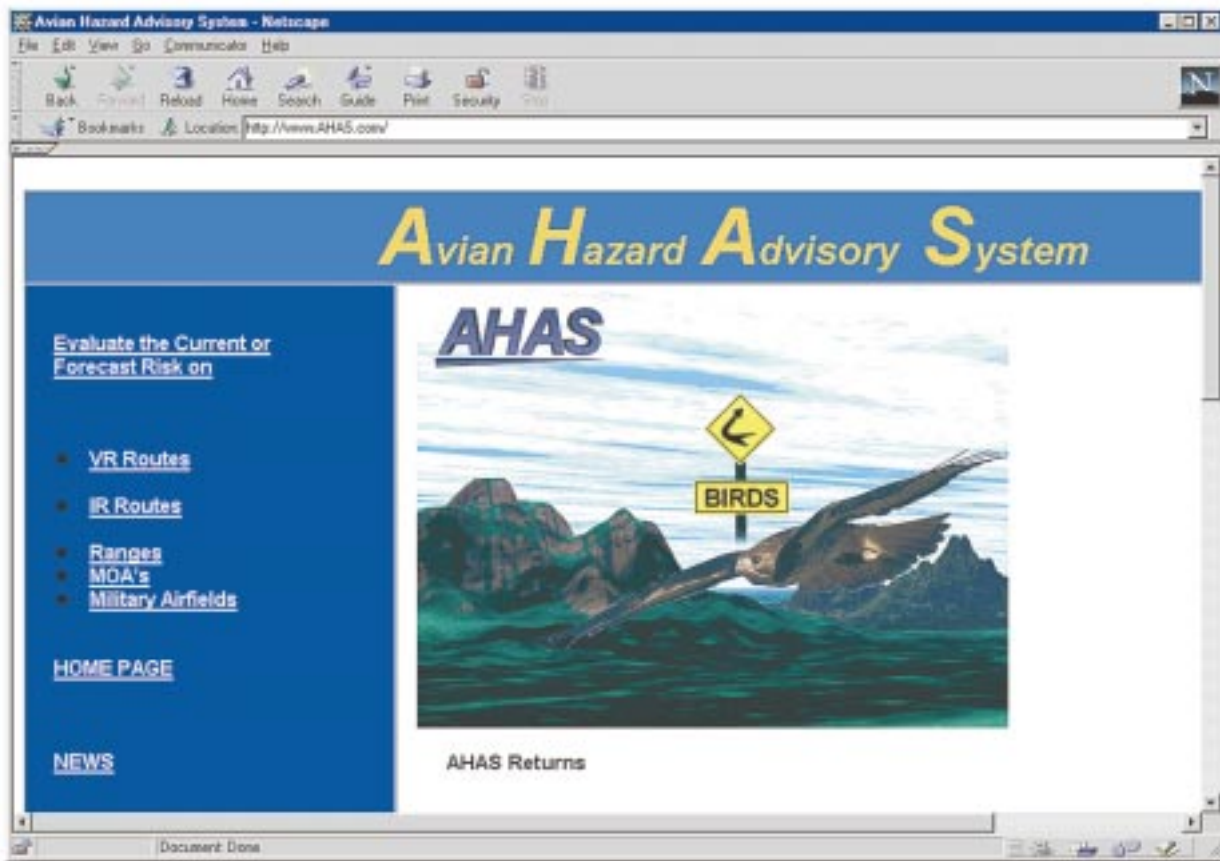 Avian Hazard Advisory System - Netscape
File Edit View Go Communicator Help
Back Forward Reload Home Search Guide Print Security Stop
Bookmarks Location: http://www.AHAS.com/
N
Avian Hazard Advisory System
AHAS
Evaluate the Current or
Forecast Risk on
VR Routes
IR Routes
Ranges
MOA's
Military Airfields
HOME PAGE
NEWS
BIRDS
AHAS Returns
Document: Done